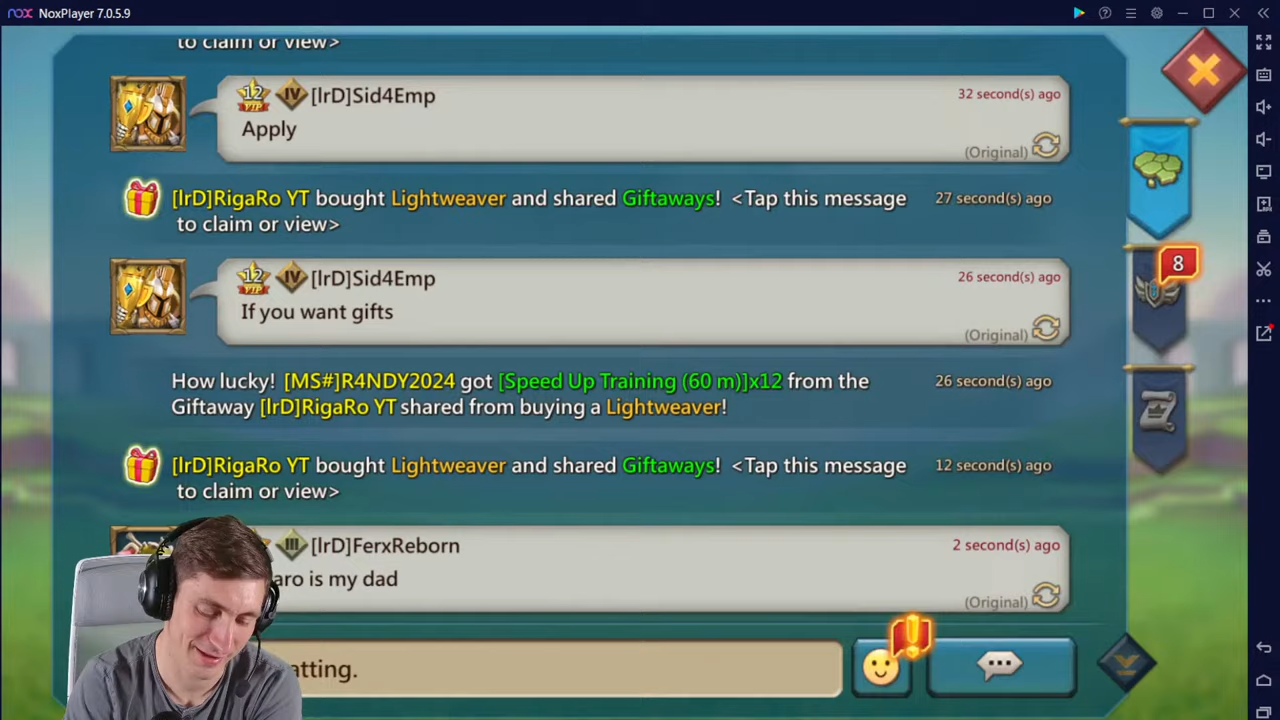 nox NoxPlayer 7.0.5.9
to claim or view>
12 VIP IV [lrD]Sid4Emp 32 second(s) ago
Apply
(Original)
[lrD]RigaRo YT bought Lightweaver and shared Giftaways! <Tap this message 27 second(s) ago
to claim or view>
12 VIP IV [lrD]Sid4Emp 26 second(s) ago
8
If you want gifts
(Original)
How lucky! [MS#]R4NDY2024 got [Speed Up Training (60 m)]x12 from the 26 second(s) ago
Giftaway [lrD]RigaRo YT shared from buying a Lightweaver!
[lrD]RigaRo YT bought Lightweaver and shared Giftaways! <Tap this message 12 second(s) ago
to claim or view>
III [lrD]FerxReborn 2 second(s) ago
aro is my dad
(Original)
atting.